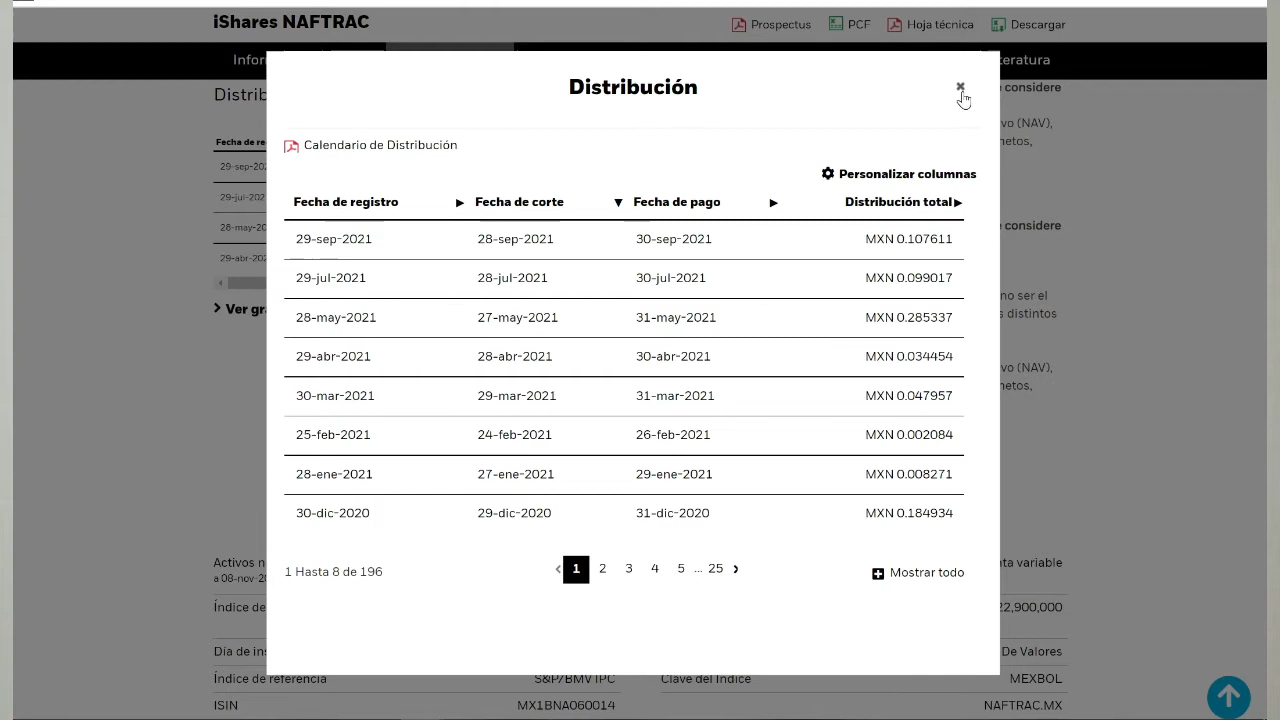 iShares NAFTRAC
Prospectus PCF Hoja técnica Descargar
Distribución
Calendario de Distribución
Personalizar columnas
Fecha de registro Fecha de corte Fecha de pago Distribución total
29-sep-2021 28-sep-2021 30-sep-2021 MXN 0.107611
29-jul-2021 28-jul-2021 30-jul-2021 MXN 0.099017
28-may-2021 27-may-2021 31-may-2021 MXN 0.285337
29-abr-2021 28-abr-2021 30-abr-2021 MXN 0.034454
30-mar-2021 29-mar-2021 31-mar-2021 MXN 0.047957
25-feb-2021 24-feb-2021 26-feb-2021 MXN 0.002084
28-ene-2021 27-ene-2021 29-ene-2021 MXN 0.008271
30-dic-2020 29-dic-2020 31-dic-2020 MXN 0.184934
1 Hasta 8 de 196
1 2 3 4 5 ... 25
Mostrar todo
Índice de referencia S&P/BMV IPC Clave del Índice MEXBOL
ISIN MX1BNA060014 NAFTRAC.MX